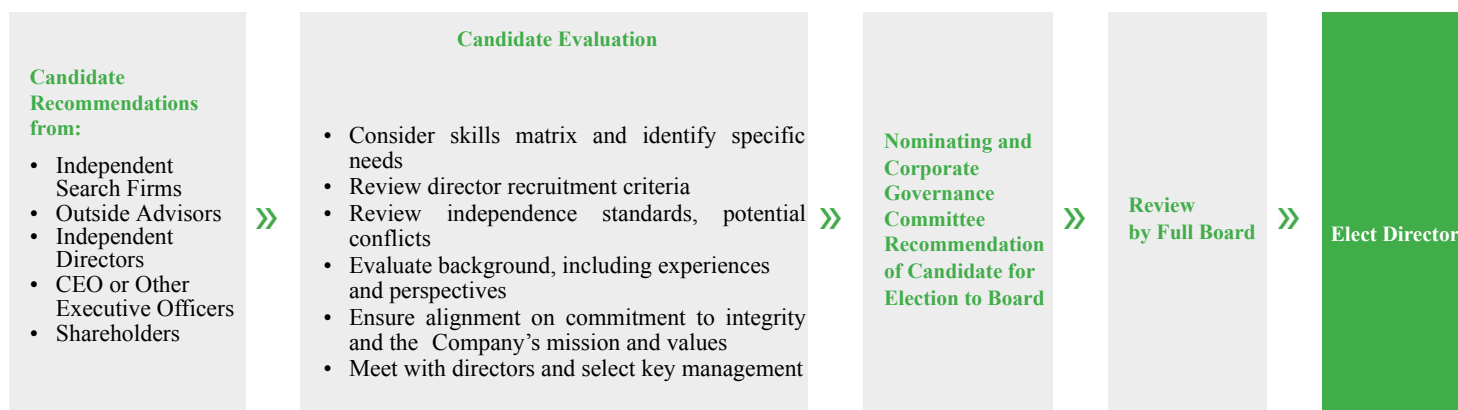 Candidate
Recommendations
from:
• Independent
Search Firms
• Outside Advisors
• Independent
Directors
• CEO or Other
Executive Officers
• Shareholders
»
Candidate Evaluation
• Consider skills matrix and identify specific
needs
• Review director recruitment criteria
• Review independence standards, potential
conflicts
• Evaluate background, including experiences
and perspectives
• Ensure alignment on commitment to integrity
and the Company’s mission and values
• Meet with directors and select key management
»
Nominating and
Corporate
Governance
Committee
Recommendation
of Candidate for
Election to Board
»
Review
by Full Board
»
Elect Director